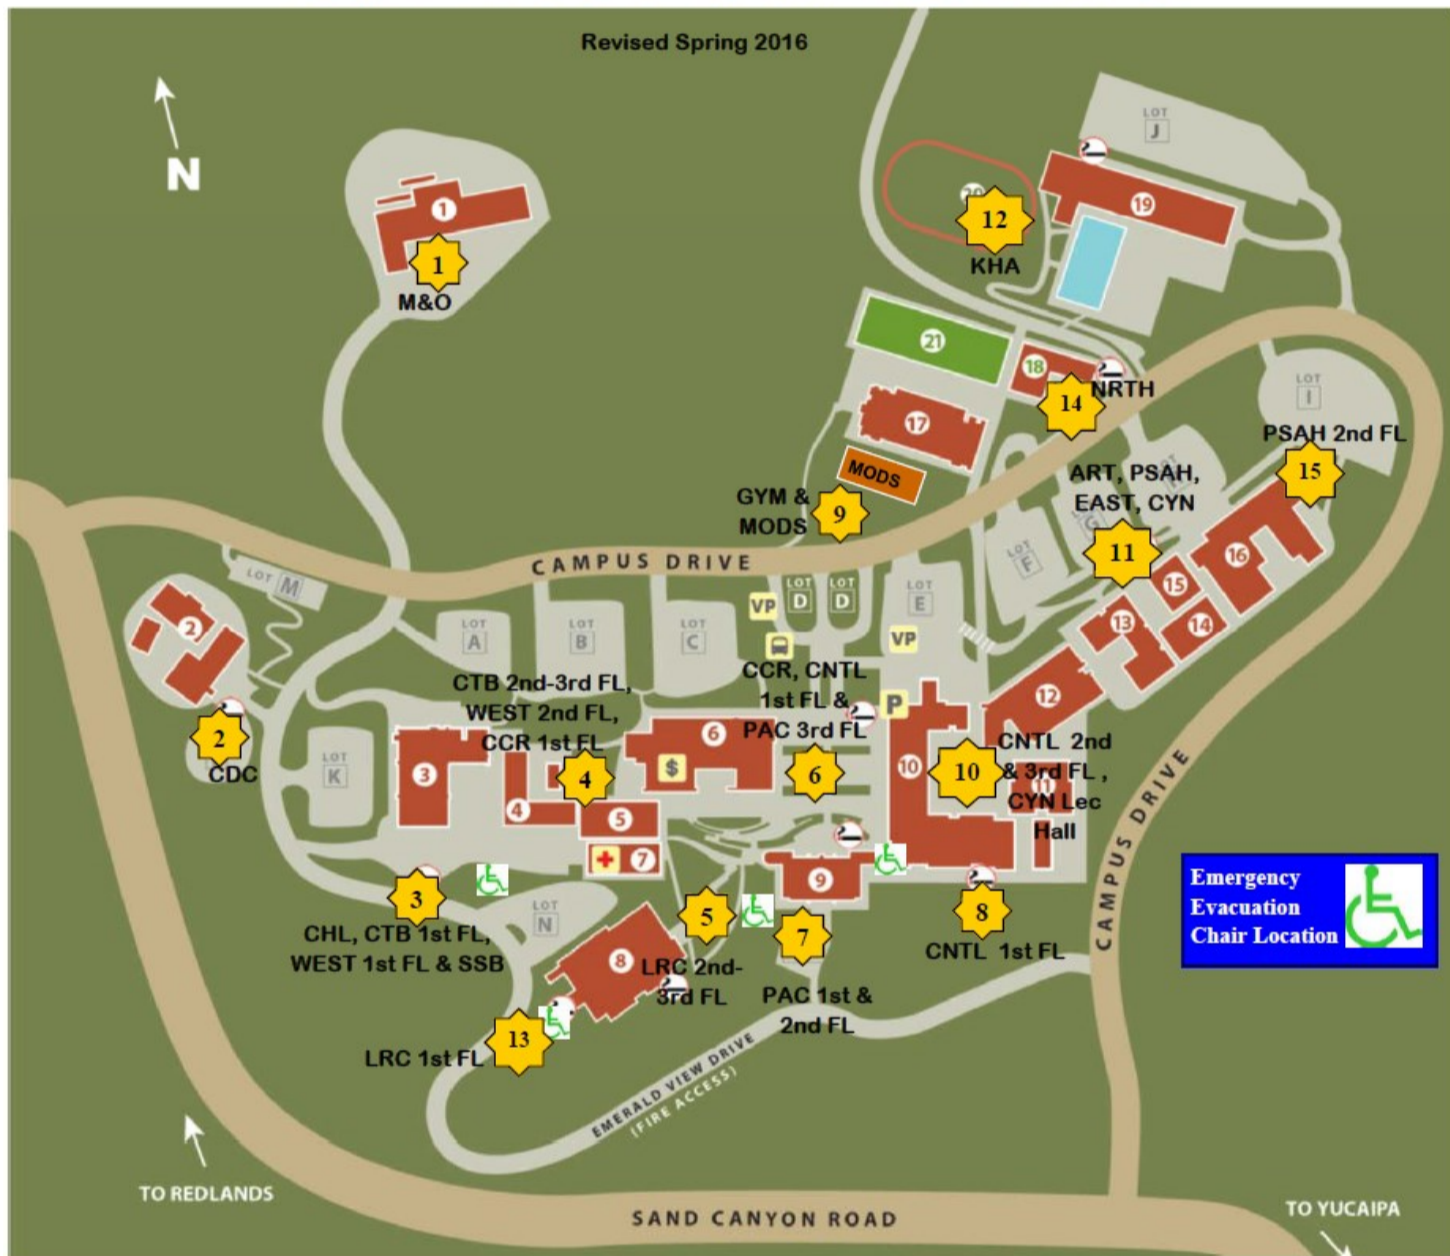 Revised Spring 2016
N
LOT
J
1
1
M&O
20
12
KHA
19
21
18
14
NRTH
17
MODS
GYM &
MODS
9
LOT
I
PSAH 2nd FL
15
ART, PSAH,
EAST, CYN
G
11
LOT
F
16
15
14
13
CAMPUS DRIVE
LOT
M
2
2
CDC
LOT
A
LOT
B
LOT
C
VP
LOT
D
LOT
D
LOT
E
VP
P
CTB 2nd-3rd FL,
WEST 2nd FL,
CCR 1st FL
4
CCR, CNTL
1st FL &
PAC 3rd FL
6
6
$
LOT
K
3
4
5
7
10
10
12
CNTL 2nd
& 3rd FL ,
CYN Lec
Hall
11
9
3
CHL, CTB 1st FL,
WEST 1st FL & SSB
LOT
N
8
5
LRC 2nd-
3rd FL
7
PAC 1st &
2nd FL
8
CNTL 1st FL
13
LRC 1st FL
CAMPUS DRIVE
Emergency
Evacuation
Chair Location
EMERALD VIEW DRIVE
(FIRE ACCESS)
TO REDLANDS
SAND CANYON ROAD
TO YUCAIPA